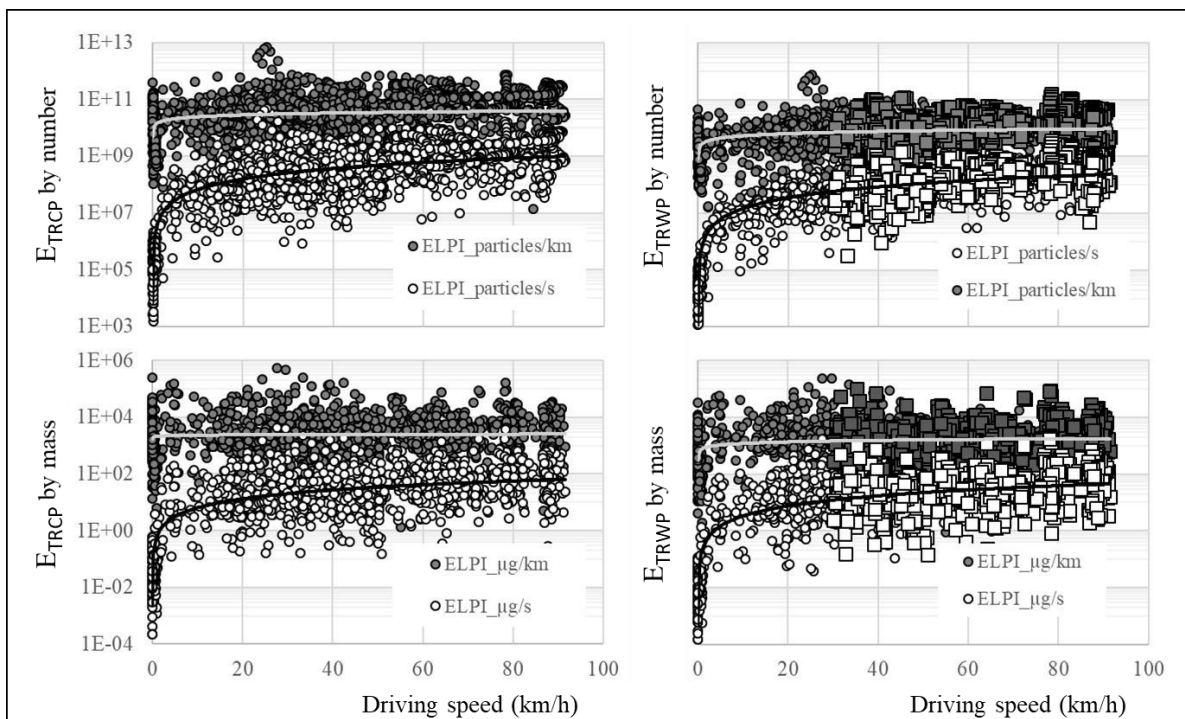 E_TRCP by number
1E+13
1E+11
1E+09
1E+07
1E+05
1E+03
ELPI_particles/km
ELPI_particles/s
E_TRWP by number
ELPI_particles/s
ELPI_particles/km
E_TRCP by mass
1E+06
1E+04
1E+02
1E+00
1E-02
1E-04
ELPI_µg/km
ELPI_µg/s
0 20 40 60 80 100
Driving speed (km/h)
E_TRWP by mass
ELPI_µg/km
ELPI_µg/s
0 20 40 60 80 100
Driving speed (km/h)